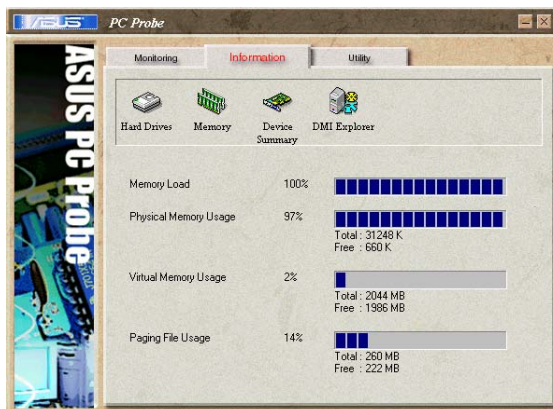 ASUS PC Probe
Monitoring Information Utility
Hard Drives Memory Device Summary DMI Explorer
Memory Load 100%
Physical Memory Usage 97%
Total : 31248 K
Free : 660 K
Virtual Memory Usage 2%
Total : 2044 MB
Free : 1986 MB
Paging File Usage 14%
Total : 260 MB
Free : 222 MB
ASUS PC Probe